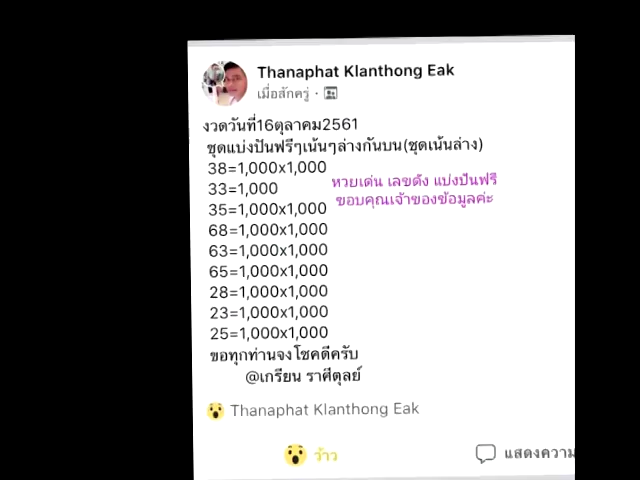 Thanaphat Klanthong Eak
เมื่อสักครู่ ·
งวดวันที่16ตุลาคม2561
ชุดแบ่งปันฟรีๆเน้นๆล่างกันบน(ชุดเน้นล่าง)
38=1,000x1,000
33=1,000
หวยเด่น เลขดัง แบ่งปันฟรี
35=1,000x1,000
ขอบคุณเจ้าของข้อมูลค่ะ
68=1,000x1,000
63=1,000x1,000
65=1,000x1,000
28=1,000x1,000
23=1,000x1,000
25=1,000x1,000
ขอทุกท่านจงโชคดีครับ
@เกรียน ราศีตุลย์
Thanaphat Klanthong Eak
ว้าว
แสดงความ